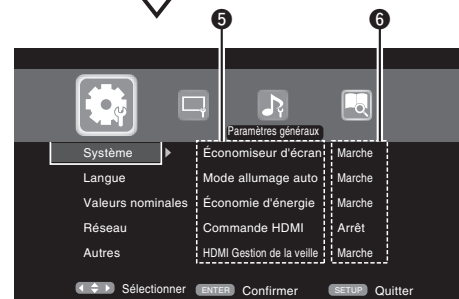 5 6
Paramètres généraux
Système Économiseur d'écran Marche
Langue Mode allumage auto Marche
Valeurs nominales Économie d'énergie Marche
Réseau Commande HDMI Arrêt
Autres HDMI Gestion de la veille Marche
Sélectionner ENTER Confirmer SETUP Quitter